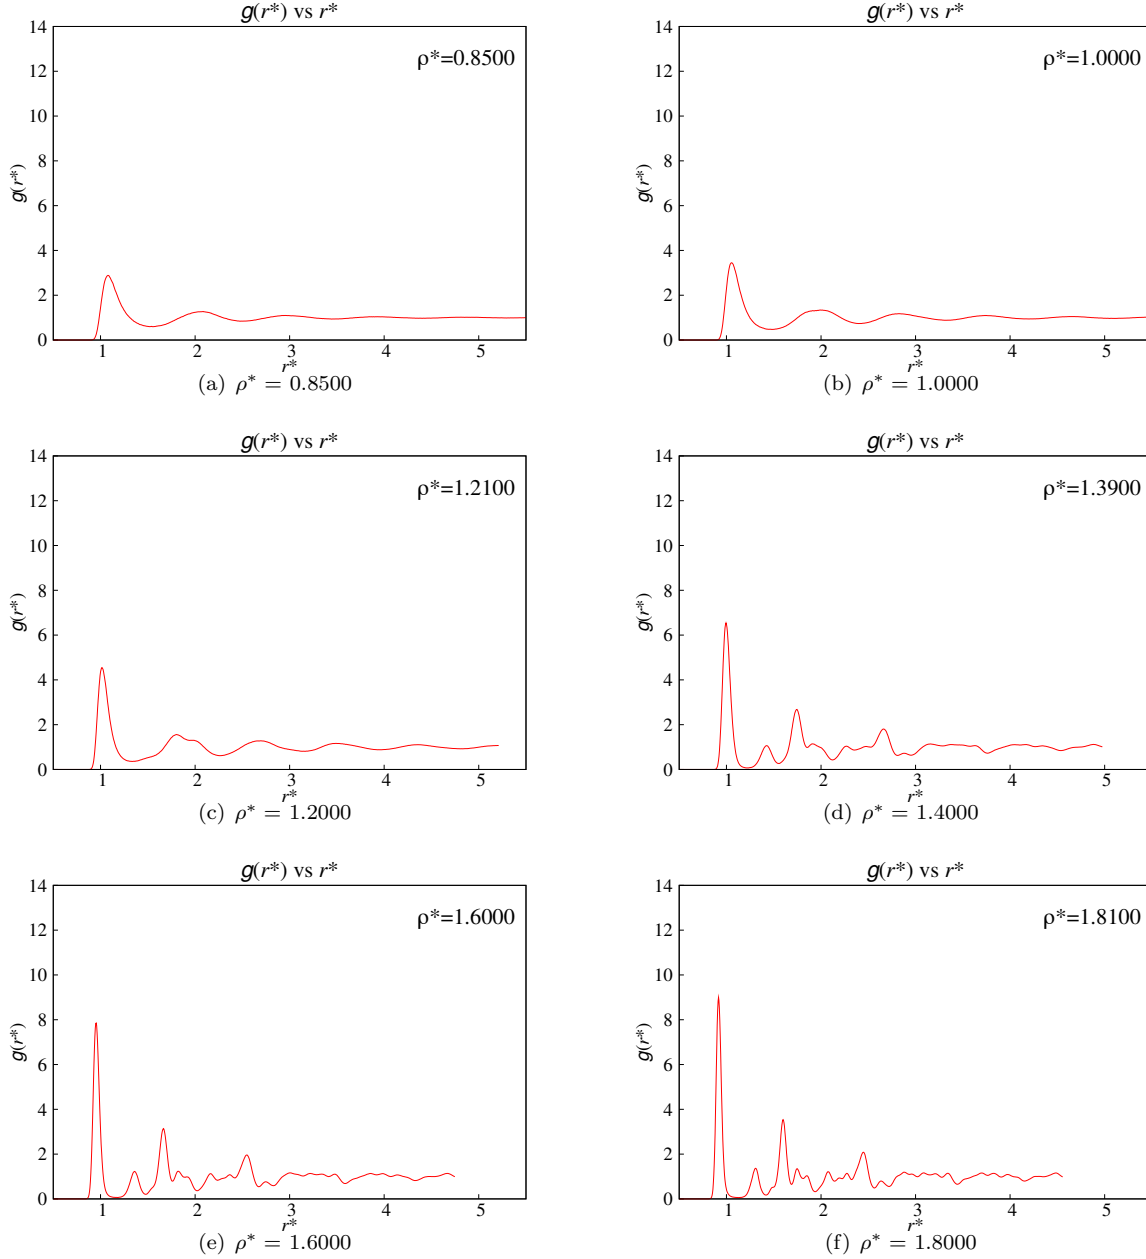 g(r*) vs r*
14
12
10
8
6
4
2
0
g(r*)
ρ*=0.8500
1 2 3 4 5
r*
(a) ρ* = 0.8500
g(r*) vs r*
14
12
10
8
6
4
2
0
g(r*)
ρ*=1.0000
1 2 3 4 5
r*
(b) ρ* = 1.0000
g(r*) vs r*
14
12
10
8
6
4
2
0
g(r*)
ρ*=1.2100
1 2 3 4 5
r*
(c) ρ* = 1.2000
g(r*) vs r*
14
12
10
8
6
4
2
0
g(r*)
ρ*=1.3900
1 2 3 4 5
r*
(d) ρ* = 1.4000
g(r*) vs r*
14
12
10
8
6
4
2
0
g(r*)
ρ*=1.6000
1 2 3 4 5
r*
(e) ρ* = 1.6000
g(r*) vs r*
14
12
10
8
6
4
2
0
g(r*)
ρ*=1.8100
1 2 3 4 5
r*
(f) ρ* = 1.8000